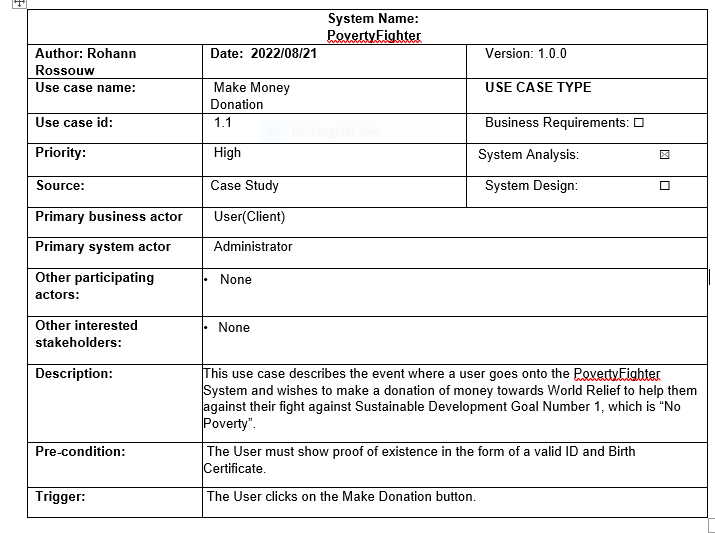 System Name:
PovertyFighter
Author: Rohann
Rossouw
Date: 2022/08/21
Version: 1.0.0
Use case name:
Make Money
Donation
USE CASE TYPE
Use case id:
1.1
Business Requirements: ☐
Priority:
High
System Analysis: ☒
Source:
Case Study
System Design: ☐
Primary business actor
User(Client)
Primary system actor
Administrator
Other participating
actors:
• None
Other interested
stakeholders:
• None
Description:
This use case describes the event where a user goes onto the PovertyFighter
System and wishes to make a donation of money towards World Relief to help them
against their fight against Sustainable Development Goal Number 1, which is “No
Poverty”.
Pre-condition:
The User must show proof of existence in the form of a valid ID and Birth
Certificate.
Trigger:
The User clicks on the Make Donation button.